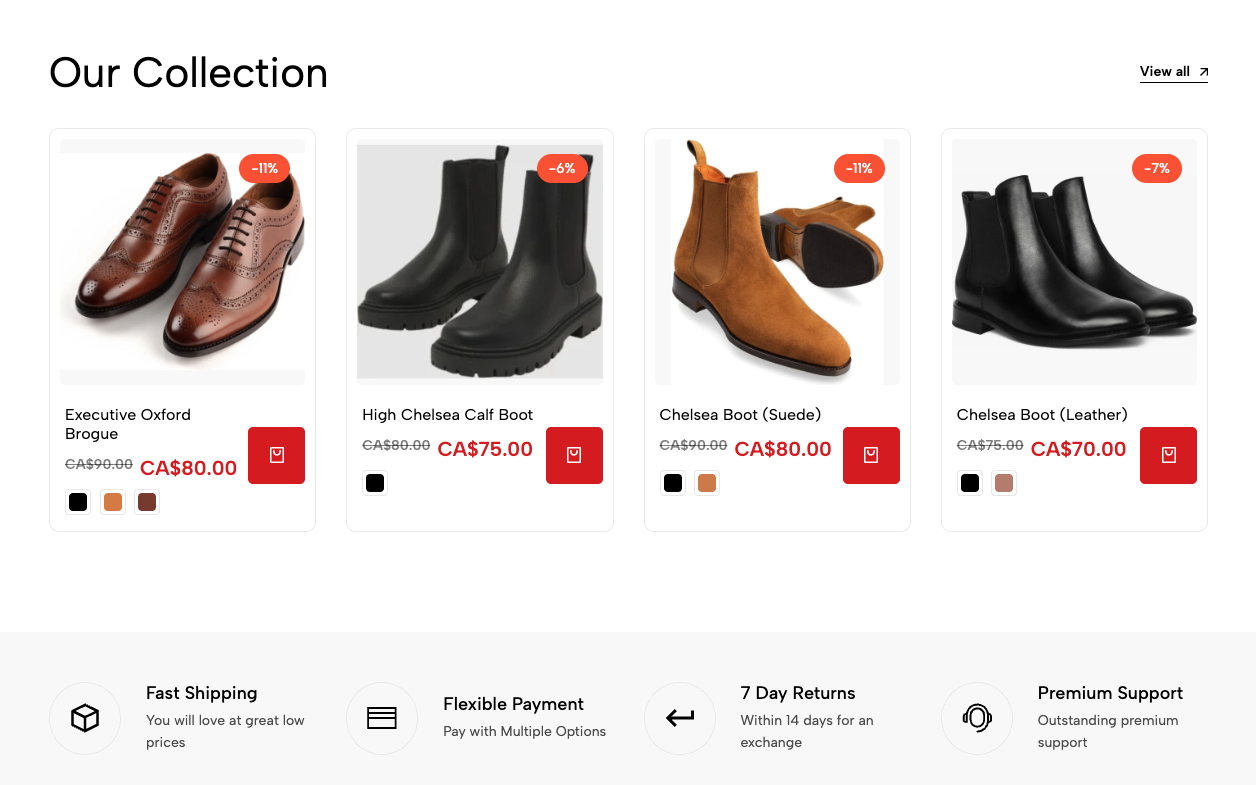 Our Collection
View all
-11%
-6%
-11%
-7%
Executive Oxford
Brogue
CA$90.00 CA$80.00
High Chelsea Calf Boot
CA$80.00 CA$75.00
Chelsea Boot (Suede)
CA$90.00 CA$80.00
Chelsea Boot (Leather)
CA$75.00 CA$70.00
Fast Shipping
You will love at great low
prices
Flexible Payment
Pay with Multiple Options
7 Day Returns
Within 14 days for an
exchange
Premium Support
Outstanding premium
support